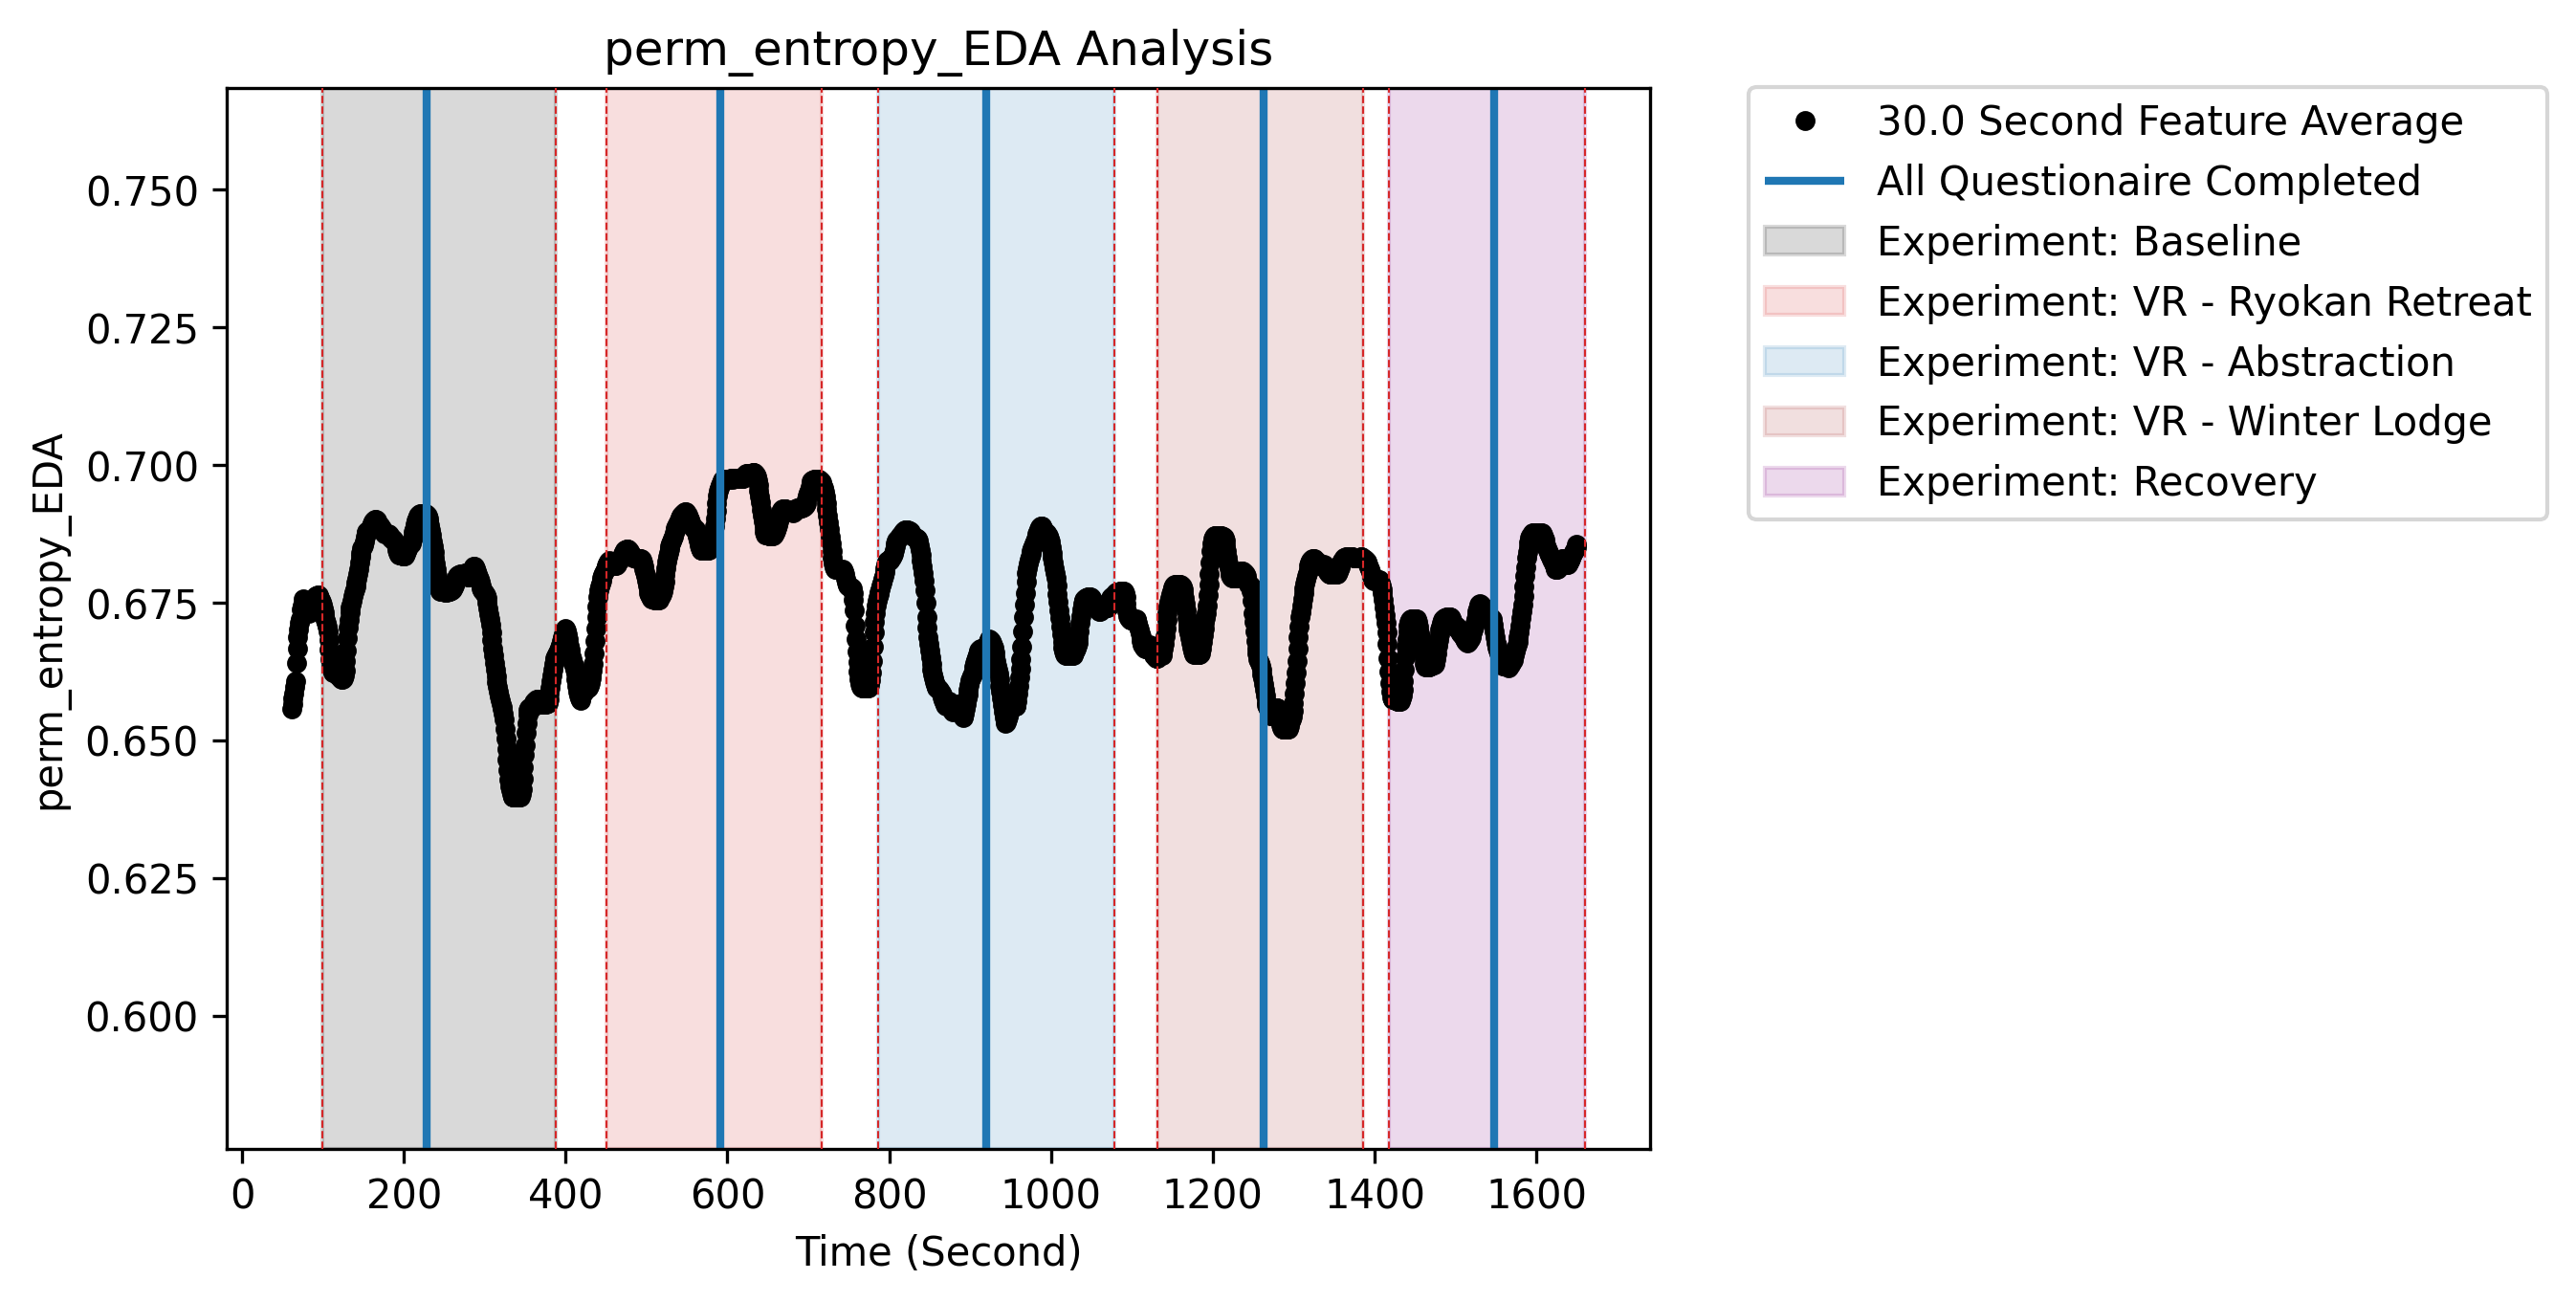 perm_entropy_EDA Analysis
30.0 Second Feature Average
All Questionaire Completed
Experiment: Baseline
Experiment: VR - Ryokan Retreat
Experiment: VR - Abstraction
Experiment: VR - Winter Lodge
Experiment: Recovery
perm_entropy_EDA
0.750
0.725
0.700
0.675
0.650
0.625
0.600
0 200 400 600 800 1000 1200 1400 1600
Time (Second)